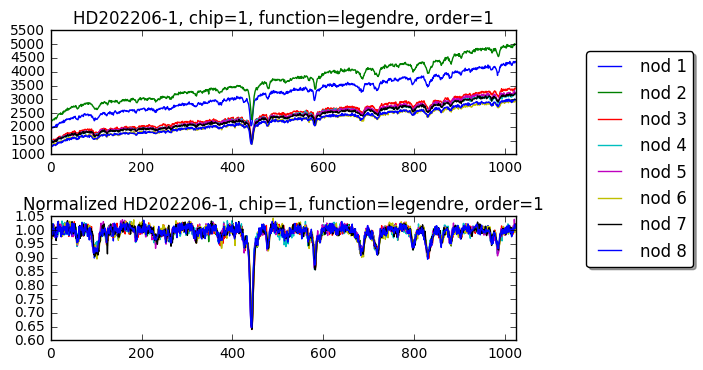 HD202206-1, chip=1, function=legendre, order=1
5500
5000
4500
4000
3500
3000
2500
2000
1500
1000
0 200 400 600 800 1000
nod 1
nod 2
nod 3
nod 4
nod 5
nod 6
nod 7
nod 8
Normalized HD202206-1, chip=1, function=legendre, order=1
1.05
1.00
0.95
0.90
0.85
0.80
0.75
0.70
0.65
0.60
0 200 400 600 800 1000